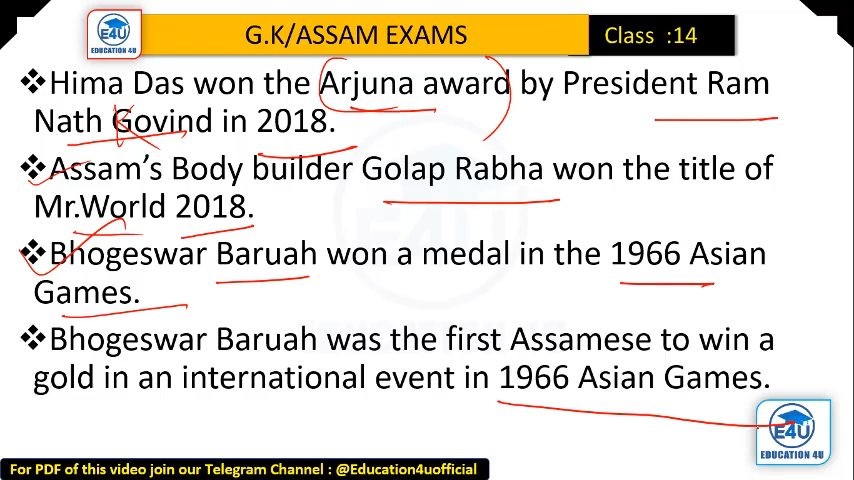 E4U
EDUCATION 4U
G.K/ASSAM EXAMS
Class :14
❖Hima Das won the Arjuna award by President Ram
Nath Govind in 2018.
K
❖Assam's Body builder Golap Rabha won the title of
Mr.World 2018.
❖Bhogeswar Baruah won a medal in the 1966 Asian
Games.
❖Bhogeswar Baruah was the first Assamese to win a
gold in an international event in 1966 Asian Games.
E4U
EDUCATION 4U
For PDF of this video join our Telegram Channel : @Education4uofficial